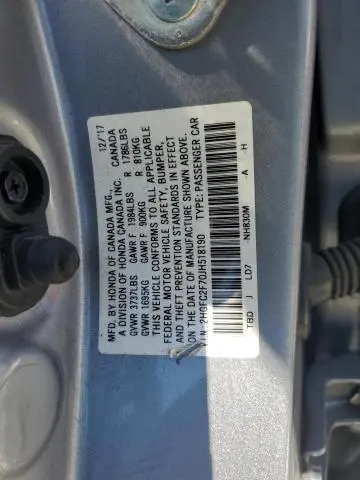 MFD. BY HONDA OF CANADA MFG., 12/17
A DIVISION OF HONDA CANADA INC. CANADA
GVWR 3737LBS GAWR F 1984LBS R 1786LBS
GVWR 1695KG GAWR F 900KG R 810KG
THIS VEHICLE CONFORMS TO ALL APPLICABLE
FEDERAL MOTOR VEHICLE SAFETY, BUMPER,
AND THEFT PREVENTION STANDARDS IN EFFECT
ON THE DATE OF MANUFACTURE SHOWN ABOVE.
V.I.N.:2HGFC2F70JH518190 TYPE:PASSENGER CAR
NH830M
TBD J LD7 A H